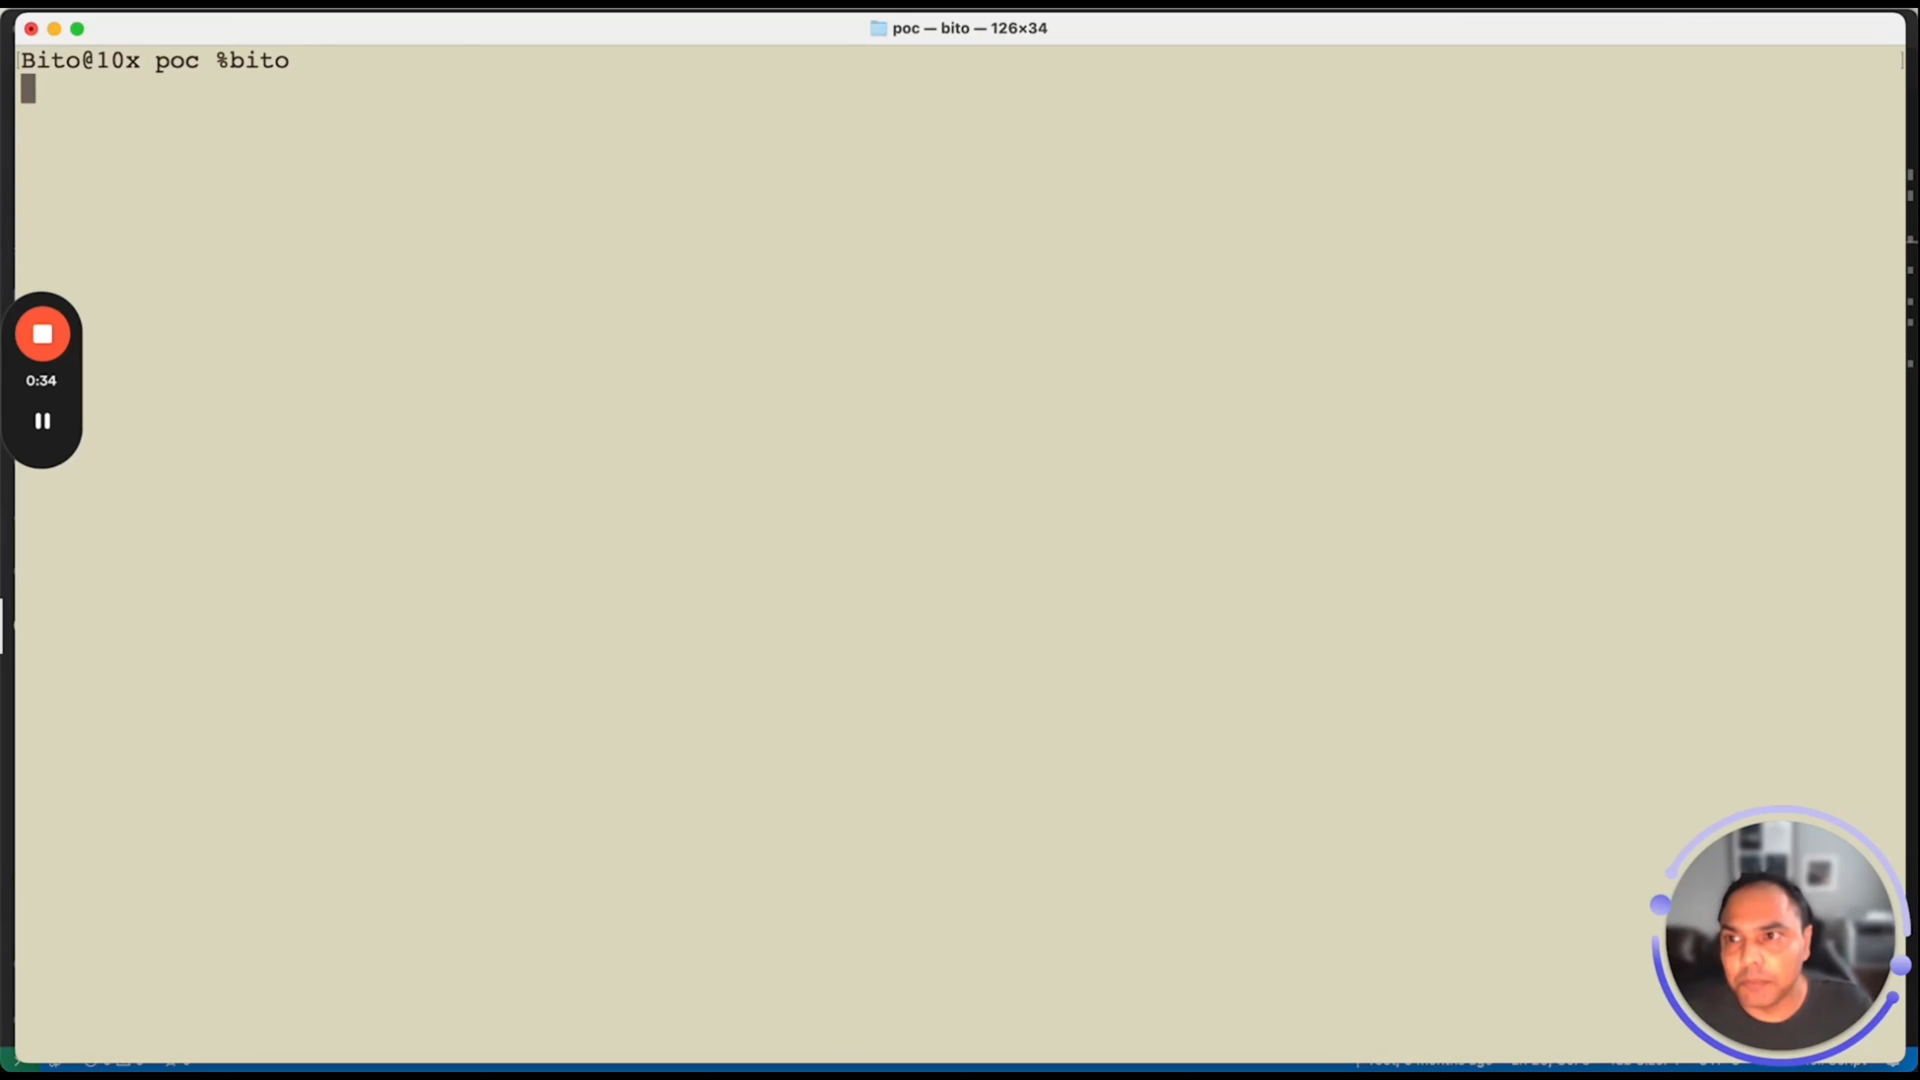 poc — bito — 126×34
Bito@10x poc %bito
0:34